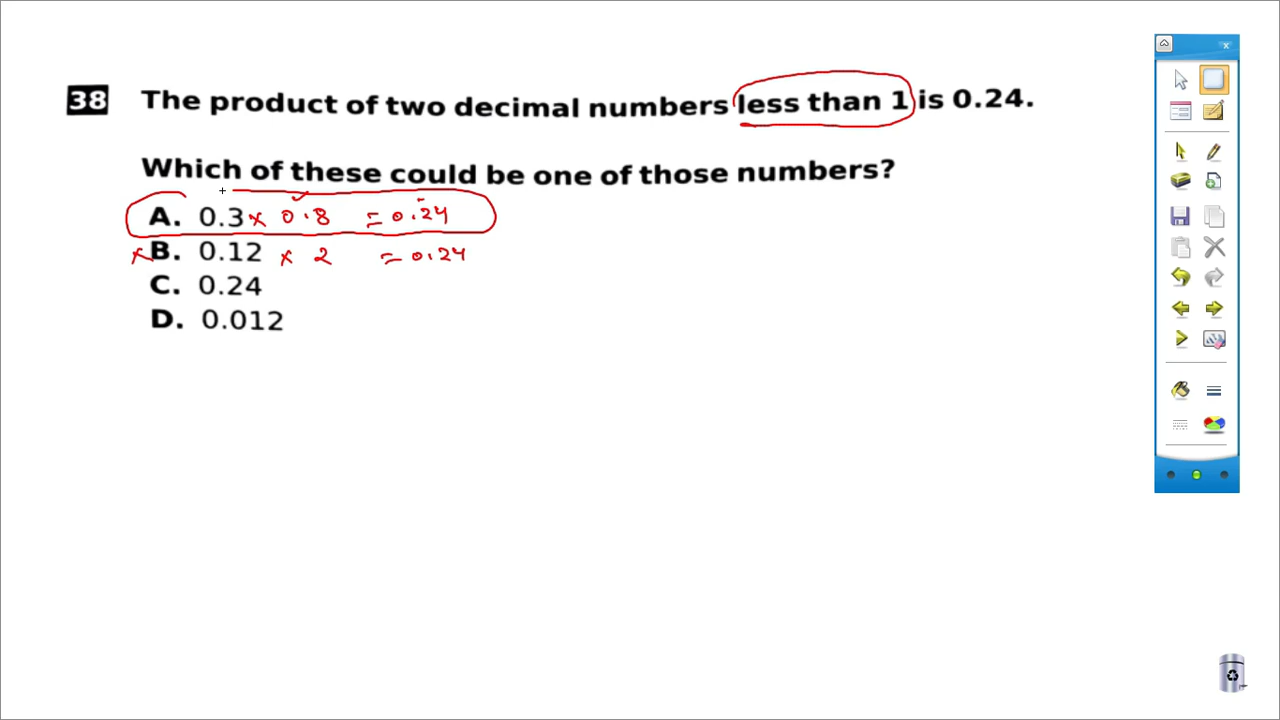 38 The product of two decimal numbers less than 1 is 0.24.
Which of these could be one of those numbers?
A. 0.3 × 0.8 = 0.24
× B. 0.12 × 2 = 0.24
C. 0.24
D. 0.012